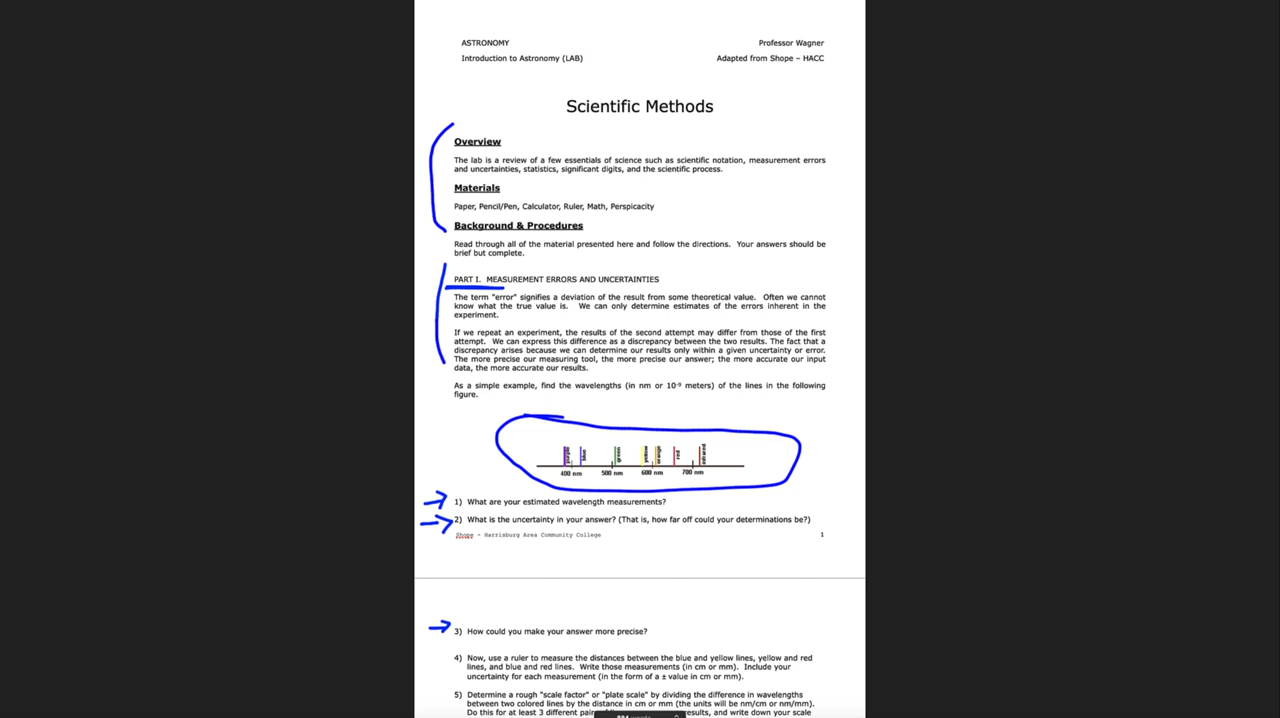 ASTRONOMY Professor Wagner
Introduction to Astronomy (LAB) Adapted from Shope – HACC
Scientific Methods
Overview
The lab is a review of a few essentials of science such as scientific notation, measurement errors
and uncertainties, statistics, significant digits, and the scientific process.
Materials
Paper, Pencil/Pen, Calculator, Ruler, Math, Perspicacity
Background & Procedures
Read through all of the material presented here and follow the directions. Your answers should be
brief but complete.
PART I. MEASUREMENT ERRORS AND UNCERTAINTIES
The term "error" signifies a deviation of the result from some theoretical value. Often we cannot
know what the true value is. We can only determine estimates of the errors inherent in the
experiment.
If we repeat an experiment, the results of the second attempt may differ from those of the first
attempt. We can express this difference as a discrepancy between the two results. The fact that a
discrepancy arises because we can determine our results only within a given uncertainty or error.
The more precise our measuring tool, the more precise our answer; the more accurate our input
data, the more accurate our results.
As a simple example, find the wavelengths (in nm or 10⁻⁹ meters) of the lines in the following
figure.
purple blue green yellow orange red infrared
400 nm 500 nm 600 nm 700 nm
1) What are your estimated wavelength measurements?
2) What is the uncertainty in your answer? (That is, how far off could your determinations be?)
Shope – Harrisburg Area Community College 1
3) How could you make your answer more precise?
4) Now, use a ruler to measure the distances between the blue and yellow lines, yellow and red
lines, and blue and red lines. Write those measurements (in cm or mm). Include your
uncertainty for each measurement (in the form of a ± value in cm or mm).
5) Determine a rough "scale factor" or "plate scale" by dividing the difference in wavelengths
between two colored lines by the distance in cm or mm (the units will be nm/cm or nm/mm).
Do this for at least 3 different results, and write down your scale